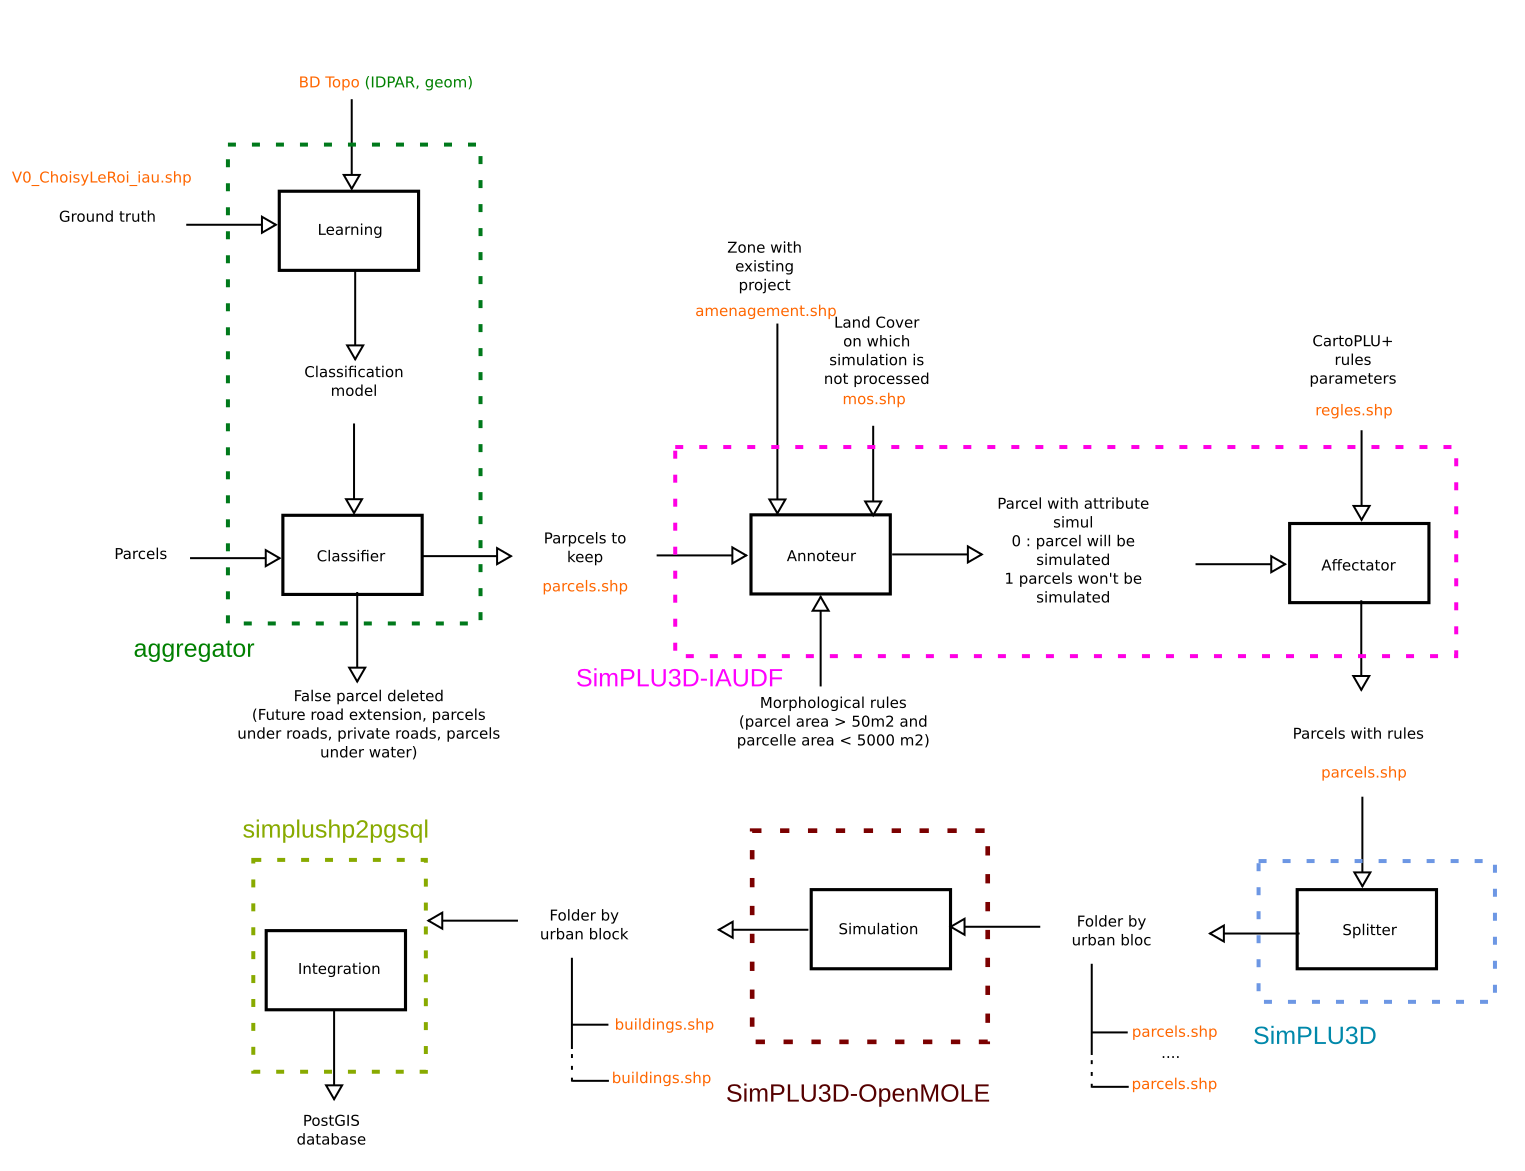 BD Topo (IDPAR, geom)
V0_ChoisyLeRoi_iau.shp
Ground truth
Learning
Classification
model
Parcels
Classifier
aggregator
False parcel deleted
(Future road extension, parcels
under roads, private roads, parcels
under water)
Parpcels to
keep
parcels.shp
Zone with
existing
project
amenagement.shp
Land Cover
on which
simulation is
not processed
mos.shp
Annoteur
SimPLU3D-IAUDF
Morphological rules
(parcel area > 50m2 and
parcelle area < 5000 m2)
Parcel with attribute
simul
0 : parcel will be
simulated
1 parcels won't be
simulated
CartoPLU+
rules
parameters
regles.shp
Affectator
Parcels with rules
parcels.shp
Splitter
SimPLU3D
Folder by
urban bloc
parcels.shp
....
parcels.shp
Simulation
SimPLU3D-OpenMOLE
Folder by
urban block
buildings.shp
buildings.shp
simplushp2pgsql
Integration
PostGIS
database